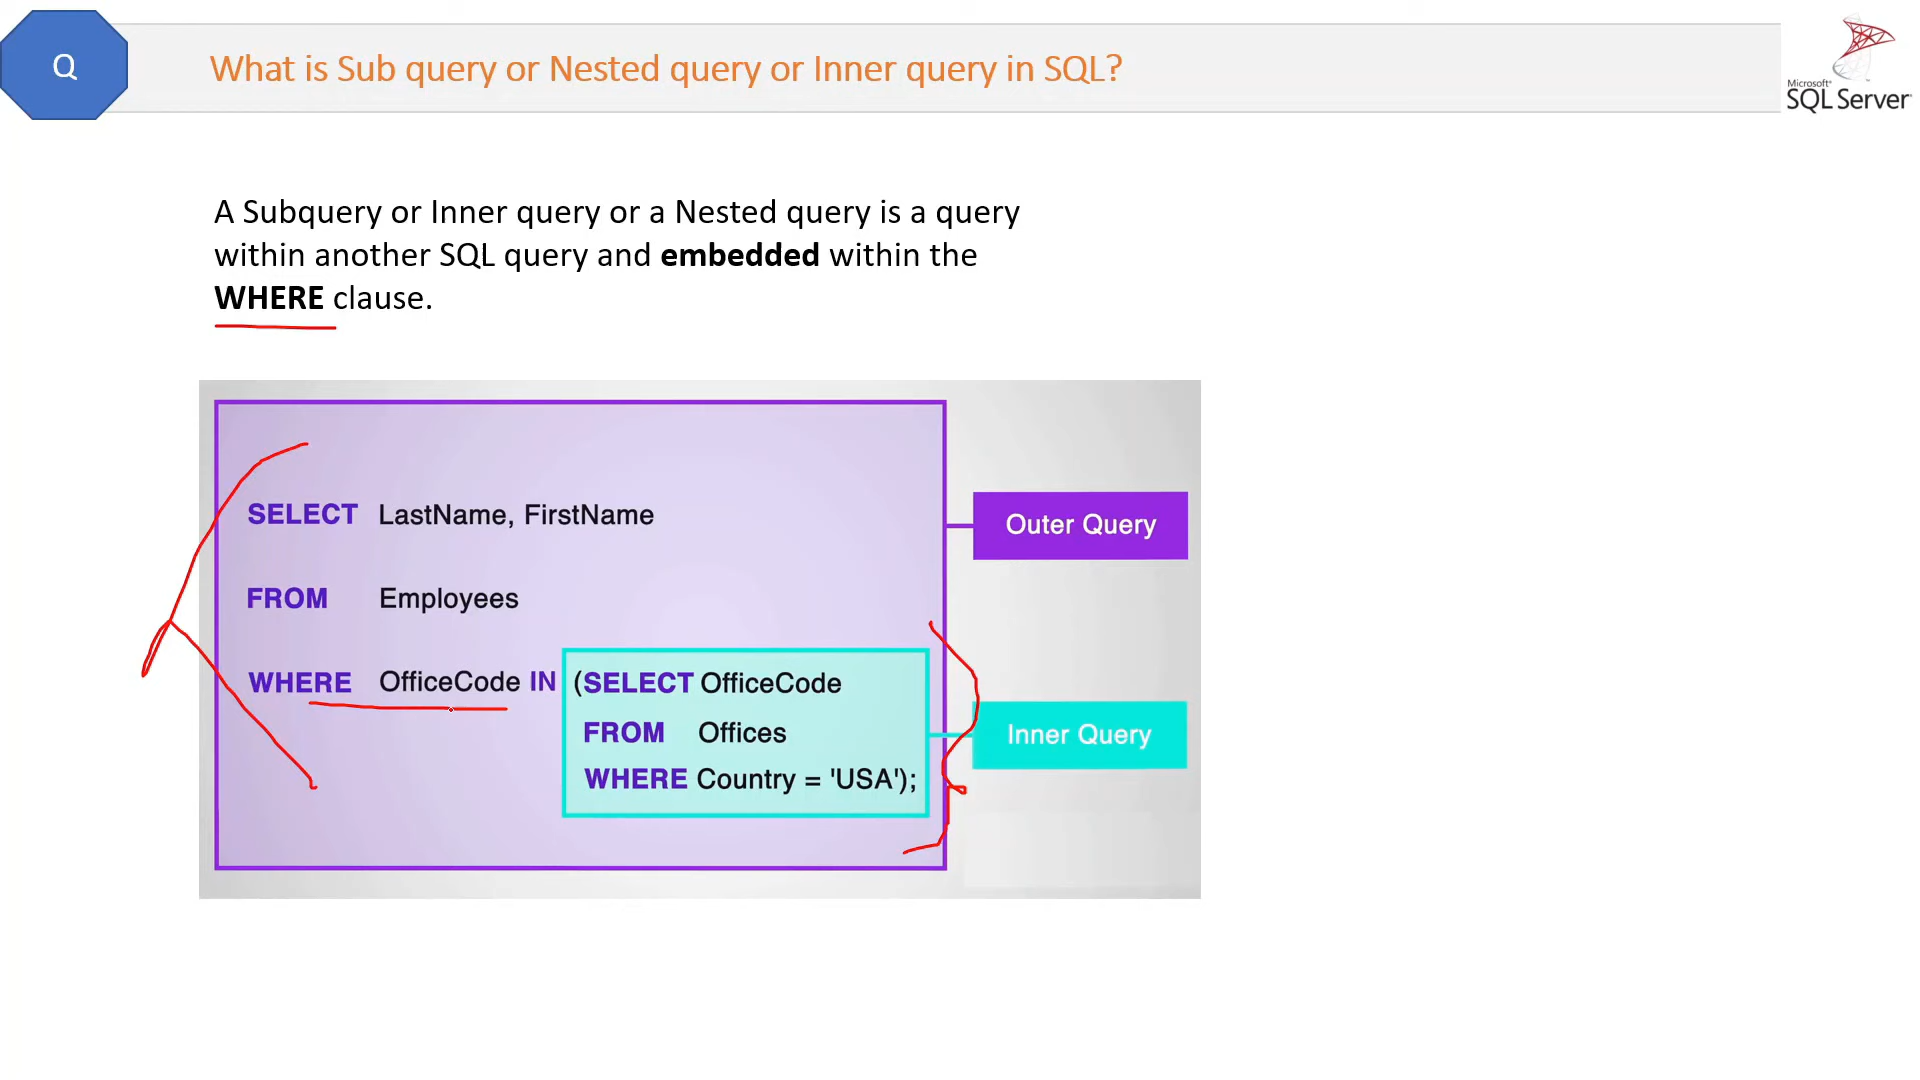 Q
What is Sub query or Nested query or Inner query in SQL?
Microsoft®
SQL Server
A Subquery or Inner query or a Nested query is a query
within another SQL query and embedded within the
WHERE clause.
SELECT LastName, FirstName
FROM Employees
WHERE OfficeCode IN (SELECT OfficeCode
FROM Offices
WHERE Country = 'USA');
Outer Query
Inner Query